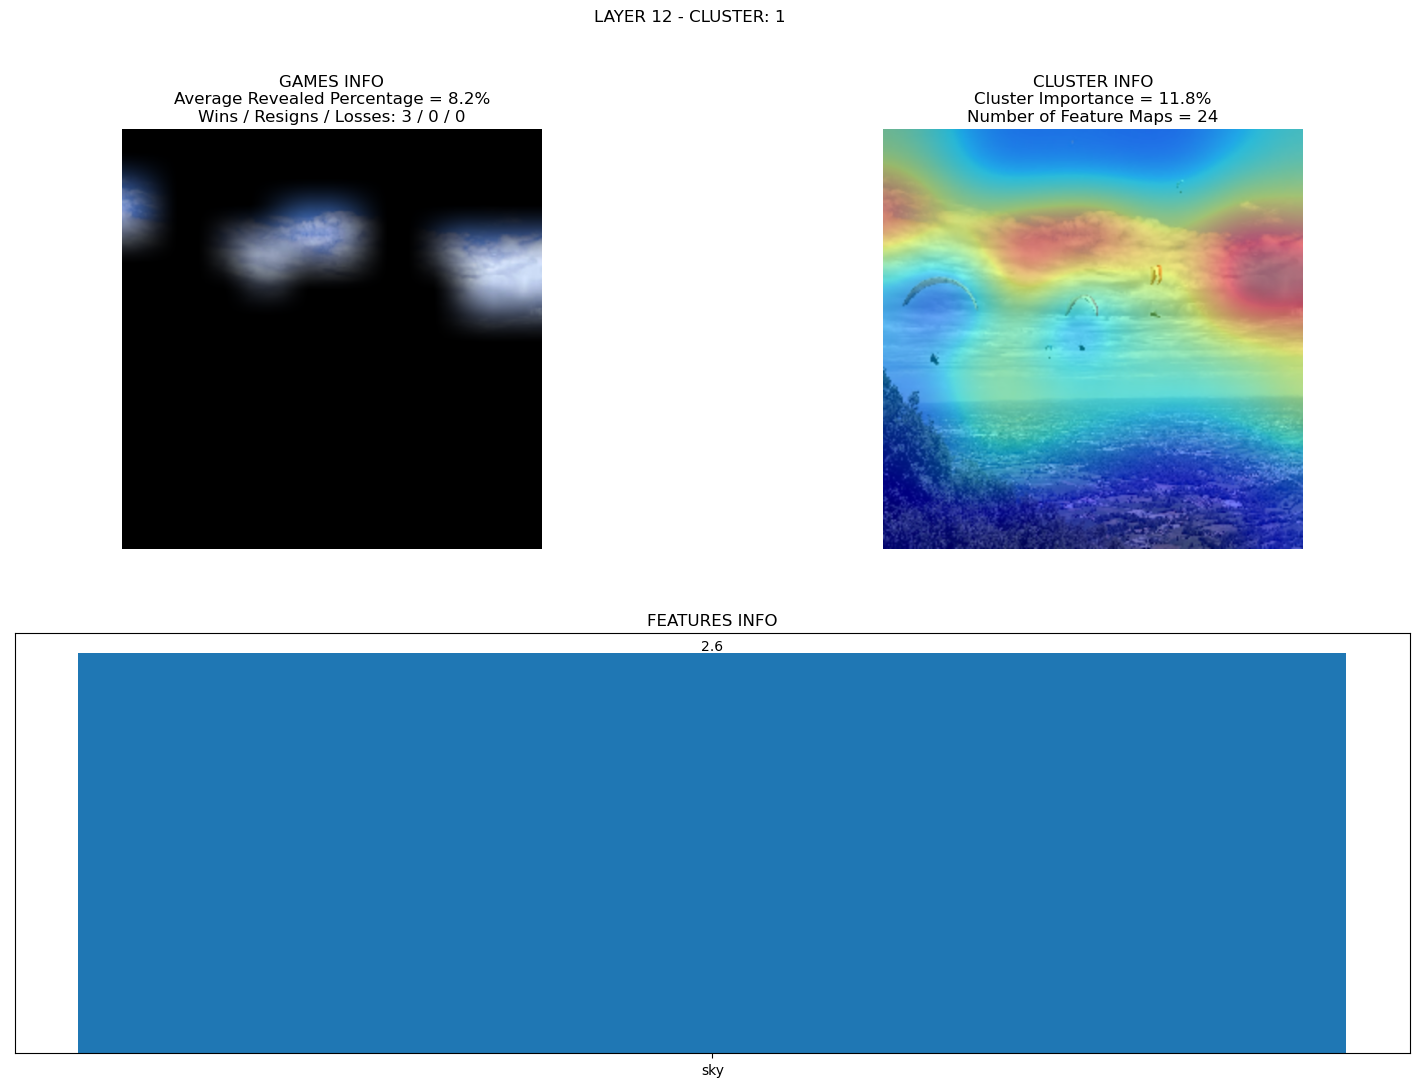 LAYER 12 - CLUSTER: 1
GAMES INFO
Average Revealed Percentage = 8.2%
Wins / Resigns / Losses: 3 / 0 / 0
CLUSTER INFO
Cluster Importance = 11.8%
Number of Feature Maps = 24
FEATURES INFO
2.6
sky